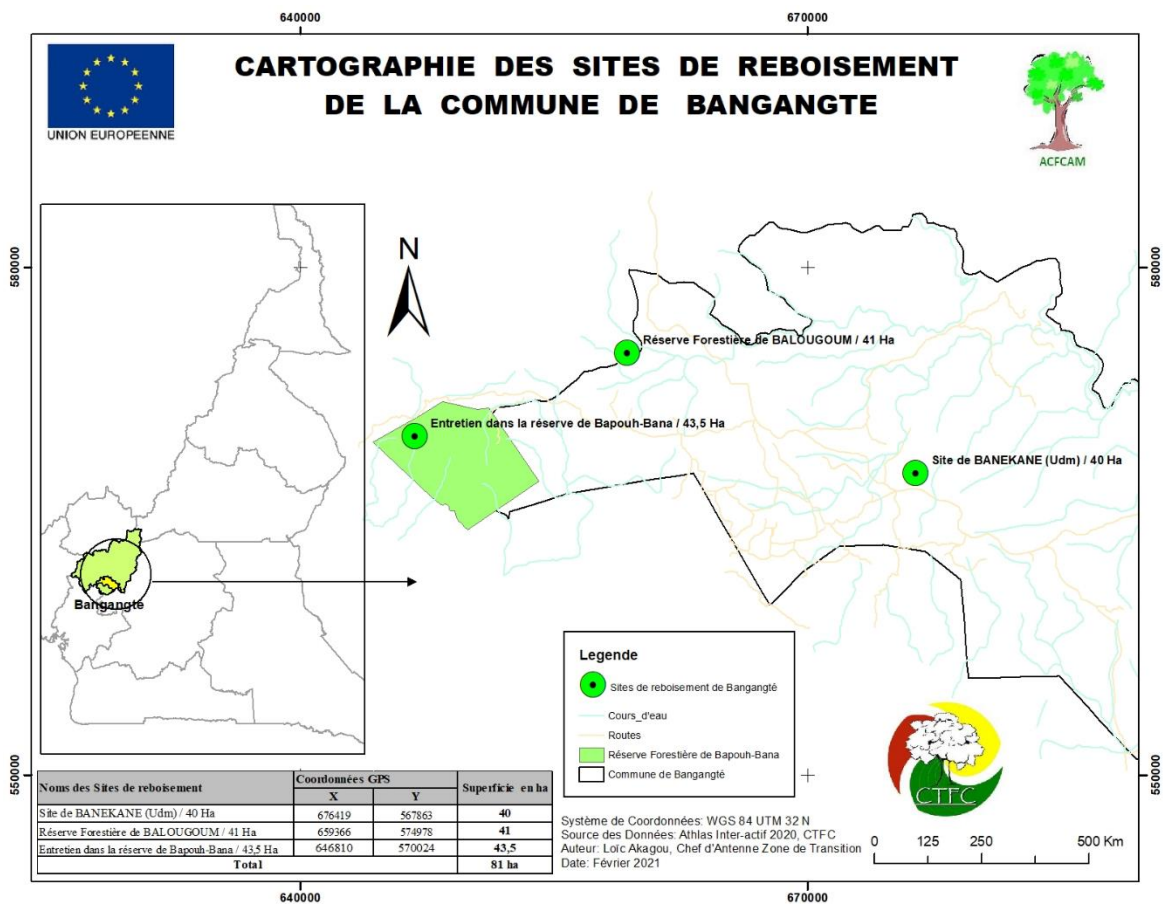 640000
670000
CARTOGRAPHIE DES SITES DE REBOISEMENT
DE LA COMMUNE DE BANGANGTE
UNION EUROPEENNE
ACFCAM
580000
580000
N
Réserve Forestière de BALOUGOUM / 41 Ha
Entretien dans la réserve de Bapouh-Bana / 43,5 Ha
Site de BANEKANE (Udm) / 40 Ha
Bangangté
Legende
Sites de reboisement de Bangangté
Cours_d'eau
Routes
Réserve Forestière de Bapouh-Bana
Commune de Bangangté
CTFC
550000
550000
Noms des Sites de reboisement Coordonnées GPS Superficie en ha
X Y
Site de BANEKANE (Udm) / 40 Ha 676419 567863 40
Réserve Forestière de BALOUGOUM / 41 Ha 659366 574978 41
Entretien dans la réserve de Bapouh-Bana / 43,5 Ha 646810 570024 43,5
Total 81 ha
Système de Coordonnées: WGS 84 UTM 32 N
Source des Données: Athlas Inter-actif 2020, CTFC
Auteur: Loïc Akagou, Chef d'Antenne Zone de Transition
Date: Février 2021
0 125 250 500 Km
640000
670000